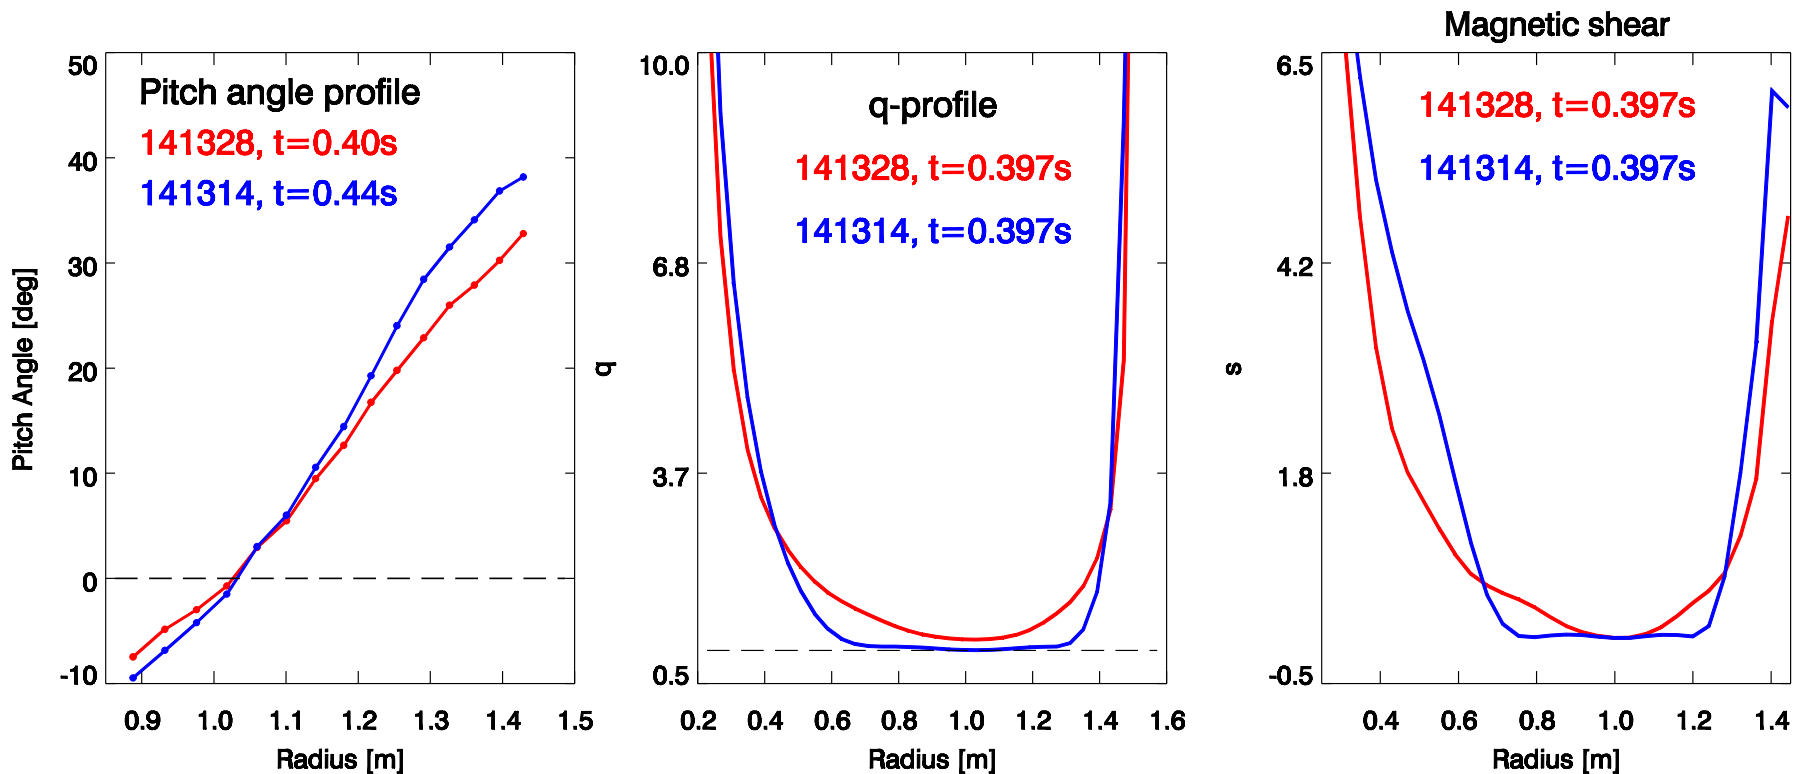 Pitch angle profile
141328, t=0.40s
141314, t=0.44s
50
40
30
20
10
0
-10
Pitch Angle [deg]
0.9 1.0 1.1 1.2 1.3 1.4 1.5
Radius [m]
q-profile
141328, t=0.397s
141314, t=0.397s
10.0
6.8
3.7
0.5
q
0.2 0.4 0.6 0.8 1.0 1.2 1.4 1.6
Radius [m]
Magnetic shear
141328, t=0.397s
141314, t=0.397s
6.5
4.2
1.8
-0.5
s
0.4 0.6 0.8 1.0 1.2 1.4
Radius [m]